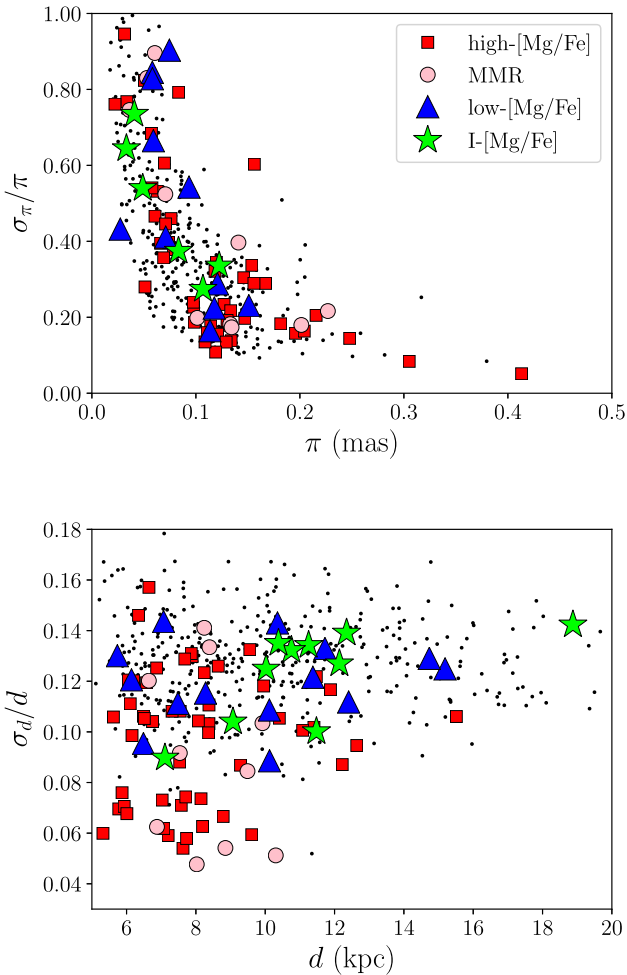 1.00
0.80
0.60
0.40
0.20
0.00
σπ/π
0.0 0.1 0.2 0.3 0.4 0.5
π (mas)
high-[Mg/Fe]
MMR
low-[Mg/Fe]
I-[Mg/Fe]
0.18
0.16
0.14
0.12
0.10
0.08
0.06
0.04
σd/d
6 8 10 12 14 16 18 20
d (kpc)